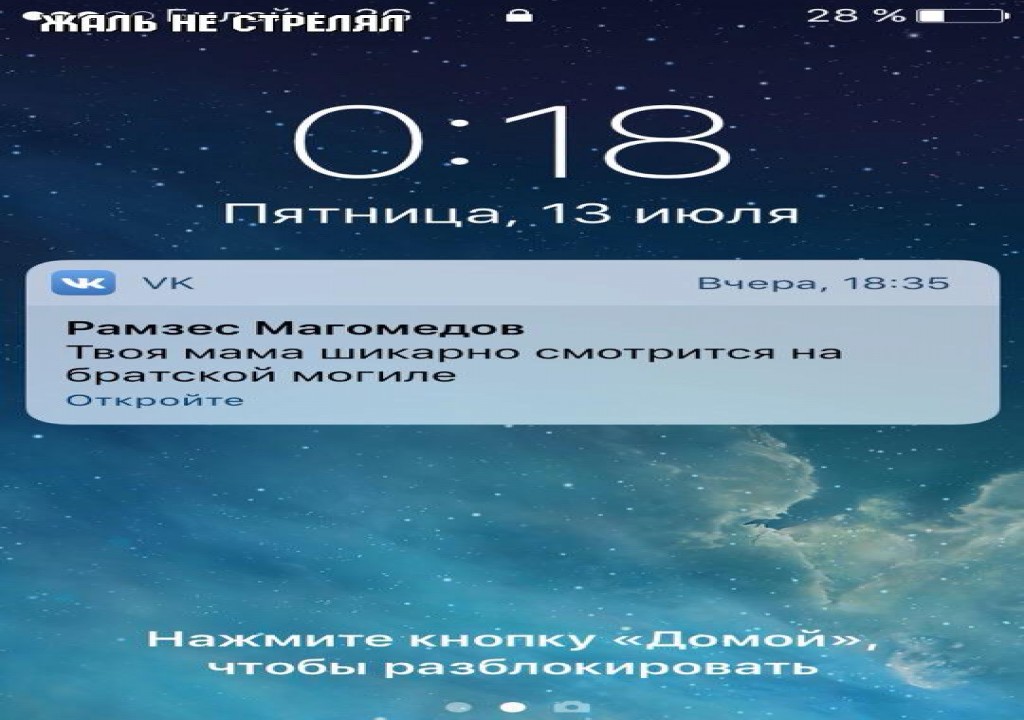 ЖАЛЬ НЕ СТРЕЛЯЛ
28 %
0:18
Пятница, 13 июля
VK
Вчера, 18:35
Рамзес Магомедов
Твоя мама шикарно смотрится на
братской могиле
Откройте
Нажмите кнопку «Домой»,
чтобы разблокировать